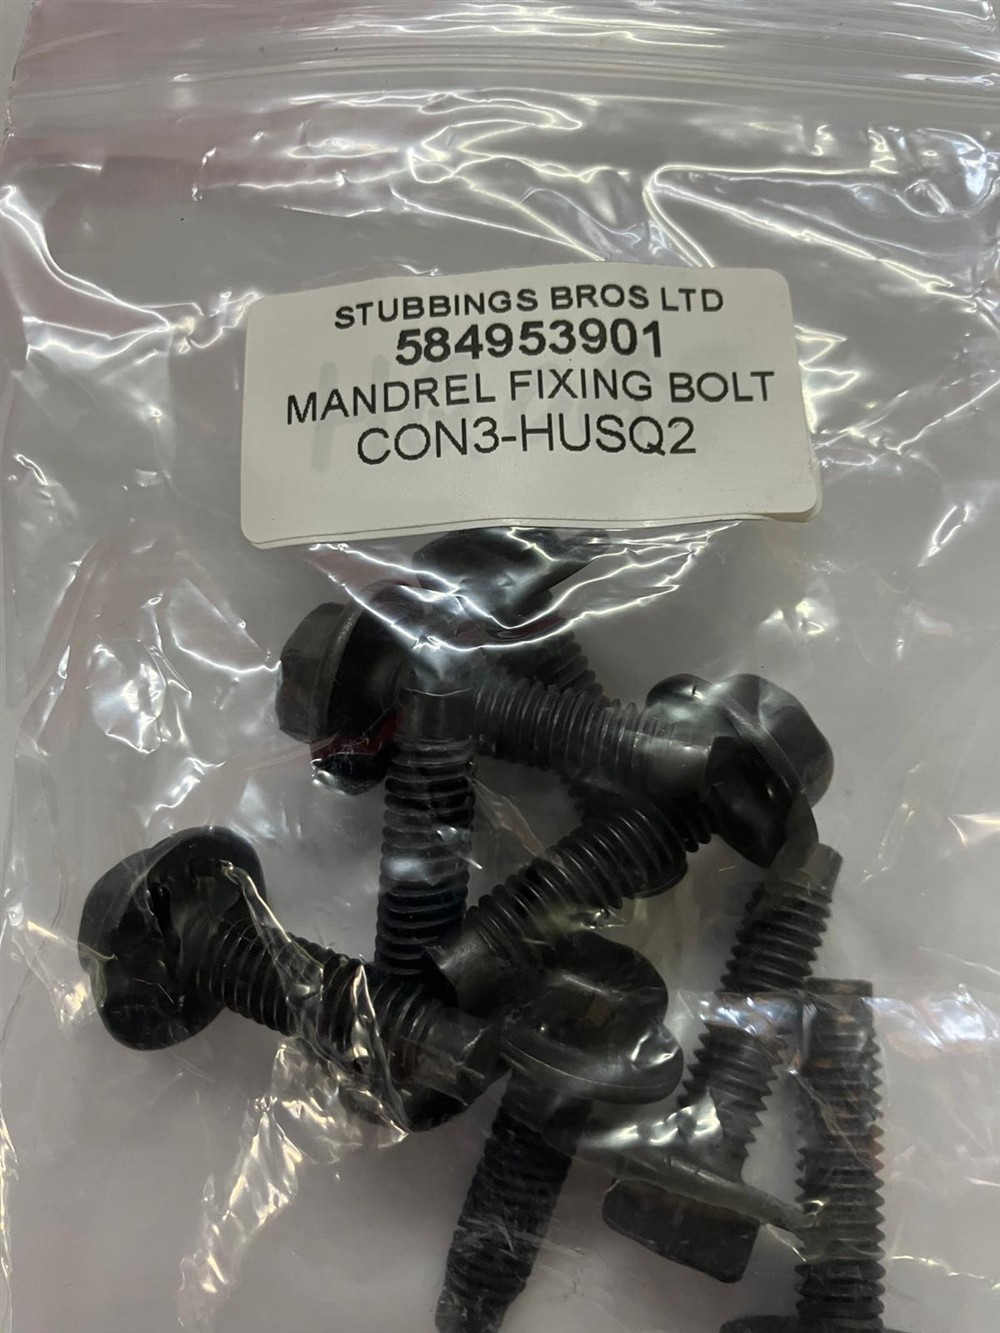 STUBBINGS BROS LTD
584953901
MANDREL FIXING BOLT
CON3-HUSQ2